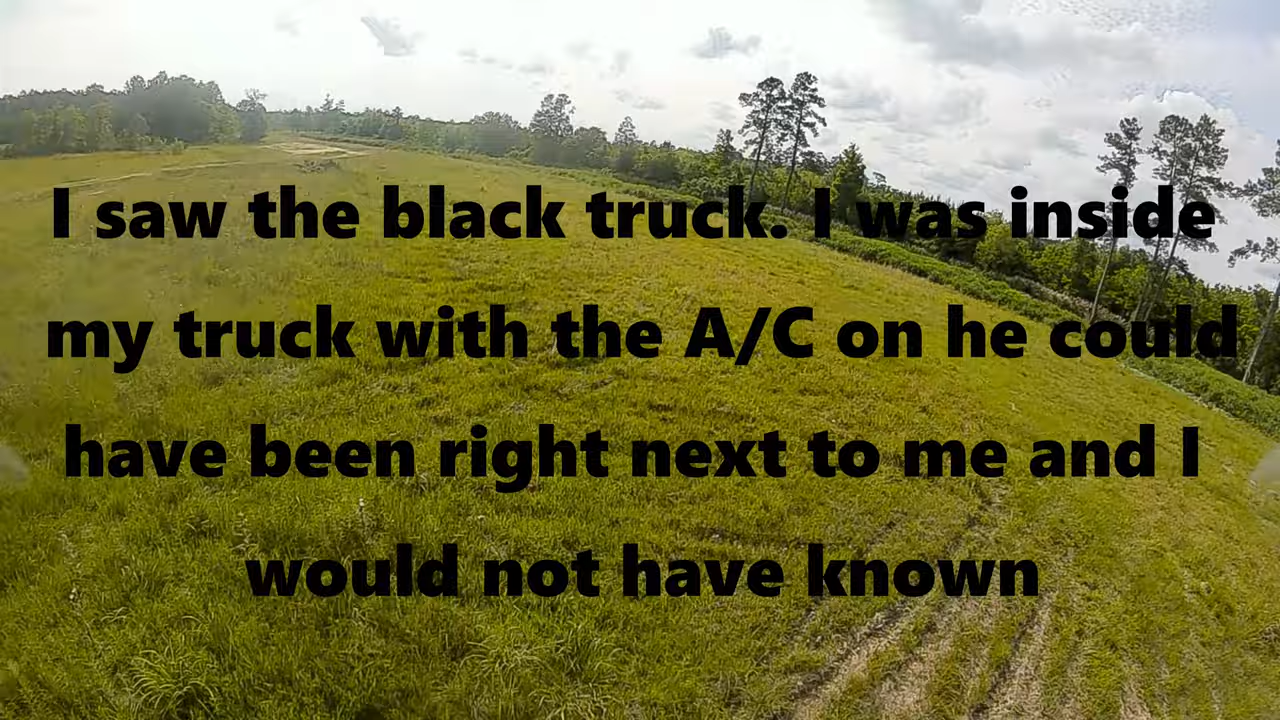 I saw the black truck. I was inside
my truck with the A/C on he could
have been right next to me and I
would not have known